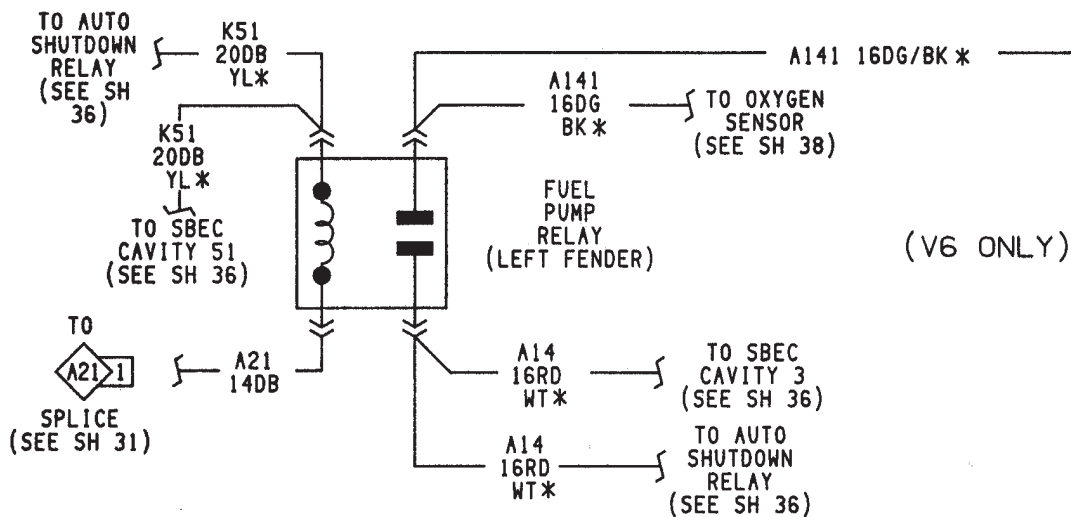 TO AUTO
SHUTDOWN
RELAY
(SEE SH
36)
K51
20DB
YL*
A141 16DG/BK *
A141
16DG
BK*
TO OXYGEN
SENSOR
(SEE SH 38)
K51
20DB
YL*
TO SBEC
CAVITY 51
(SEE SH 36)
FUEL
PUMP
RELAY
(LEFT FENDER)
(V6 ONLY)
TO
A21 1
SPLICE
(SEE SH 31)
A21
14DB
A14
16RD
WT*
TO SBEC
CAVITY 3
(SEE SH 36)
A14
16RD
WT*
TO AUTO
SHUTDOWN
RELAY
(SEE SH 36)